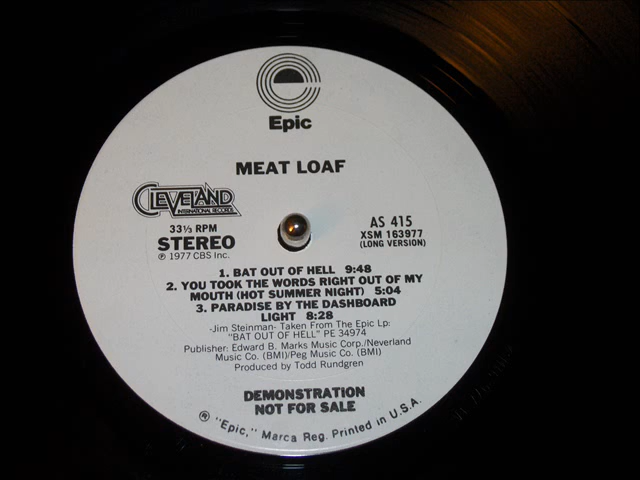 Epic
MEAT LOAF
CLEVELAND
INTERNATIONAL RECORDS
33⅓ RPM
STEREO
℗ 1977 CBS Inc.
AS 415
XSM 163977
(LONG VERSION)
1. BAT OUT OF HELL 9:48
2. YOU TOOK THE WORDS RIGHT OUT OF MY
MOUTH (HOT SUMMER NIGHT) 5:04
3. PARADISE BY THE DASHBOARD
LIGHT 8:28
-Jim Steinman- Taken From The Epic Lp:
"BAT OUT OF HELL" PE 34974
Publisher: Edward B. Marks Music Corp./Neverland
Music Co. (BMI)/Peg Music Co. (BMI)
Produced by Todd Rundgren
DEMONSTRATION
NOT FOR SALE
® "Epic," Marca Reg. Printed in U.S.A.